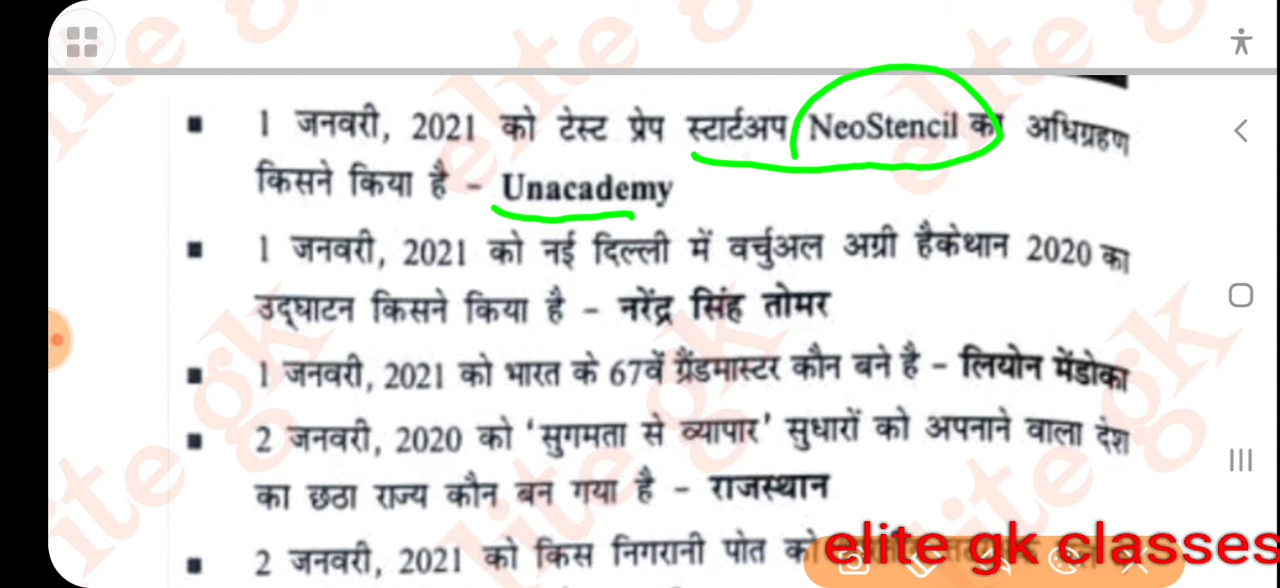 1 जनवरी, 2021 को टेस्ट प्रेप स्टार्टअप NeoStencil का अधिग्रहण
किसने किया है - Unacademy
1 जनवरी, 2021 को नई दिल्ली में वर्चुअल अग्री हैकेथान 2020 का
उद्घाटन किसने किया है - नरेंद्र सिंह तोमर
1 जनवरी, 2021 को भारत के 67वें ग्रैंडमास्टर कौन बने है - लियोन मेंडोका
2 जनवरी, 2020 को 'सुगमता से व्यापार' सुधारों को अपनाने वाला देश
का छठा राज्य कौन बन गया है - राजस्थान
2 जनवरी, 2021 को किस निगरानी पोत को
elite gk classes